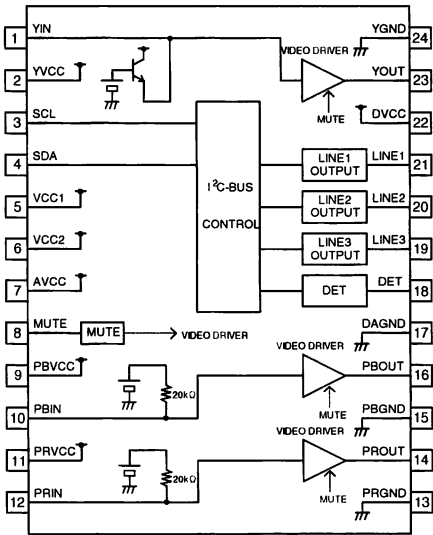 1 YIN YGND 24
VIDEO DRIVER
2 YVCC YOUT 23
MUTE
3 SCL DVCC 22
4 SDA LINE1 OUTPUT LINE1 21
I²C-BUS CONTROL
5 VCC1 LINE2 OUTPUT LINE2 20
6 VCC2 LINE3 OUTPUT LINE3 19
7 AVCC DET DET 18
8 MUTE MUTE VIDEO DRIVER DAGND 17
VIDEO DRIVER
9 PBVCC PBOUT 16
20kΩ
MUTE
10 PBIN PBGND 15
VIDEO DRIVER
11 PRVCC PROUT 14
20kΩ
MUTE
12 PRIN PRGND 13